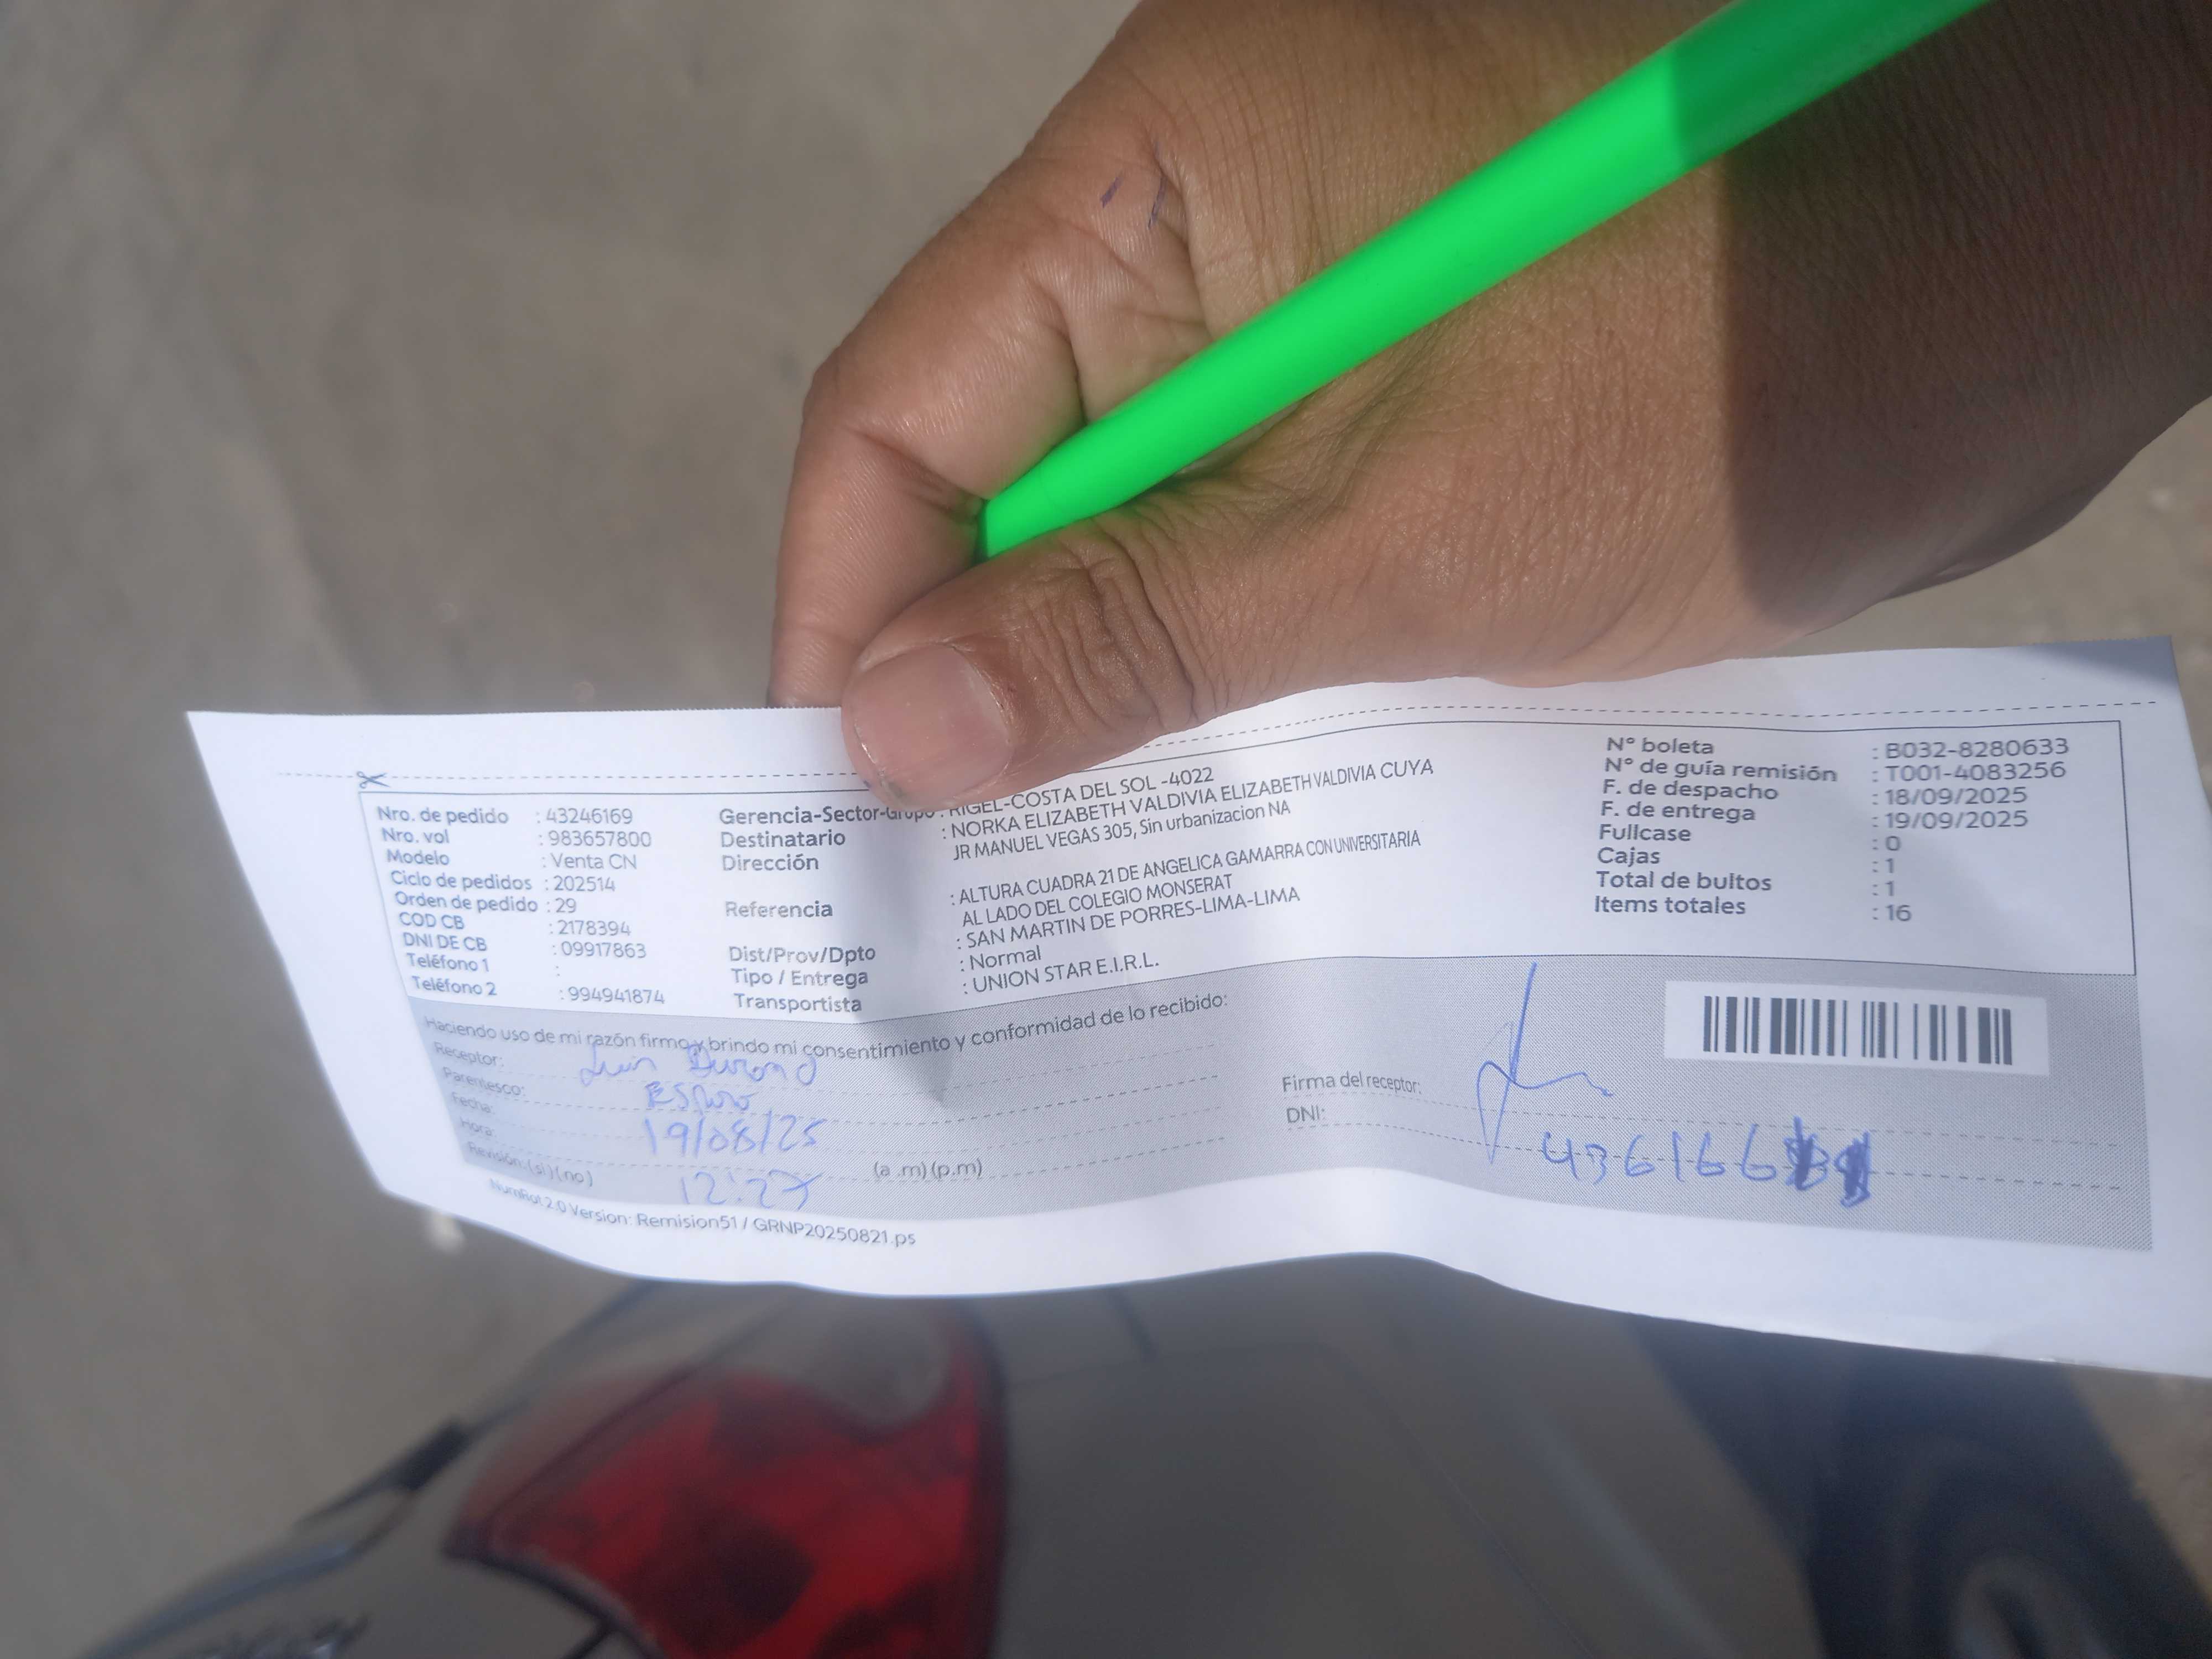 Nro. de pedido : 43246169
Nro. vol : 983657800
Modelo : Venta CN
Ciclo de pedidos : 202514
Orden de pedido : 29
COD CB : 2178394
DNI DE CB : 09917863
Teléfono 1 :
Teléfono 2 : 994941874
Gerencia-Sector-Grupo : RIGEL-COSTA DEL SOL -4022
Destinatario : NORKA ELIZABETH VALDIVIA ELIZABETH VALDIVIA CUYA
Dirección JR MANUEL VEGAS 305, Sin urbanizacion NA
Referencia : ALTURA CUADRA 21 DE ANGELICA GAMARRA CON UNIVERSITARIA
AL LADO DEL COLEGIO MONSERAT
Dist/Prov/Dpto : SAN MARTIN DE PORRES-LIMA-LIMA
Tipo / Entrega : Normal
Transportista : UNION STAR E.I.R.L.
N° boleta : B032-8280633
N° de guía remisión : T001-4083256
F. de despacho : 18/09/2025
F. de entrega : 19/09/2025
Fullcase : 0
Cajas : 1
Total de bultos : 1
Items totales : 16
Haciendo uso de mi razón firmo y brindo mi consentimiento y conformidad de lo recibido:
Receptor:
Parentesco:
Fecha: 19/08/25
Hora: 12:27 (a .m) (p.m)
Revisión: (si) (no)
Firma del receptor:
DNI: 436166
2.0 Version: Remision51 / GRNP20250821.ps